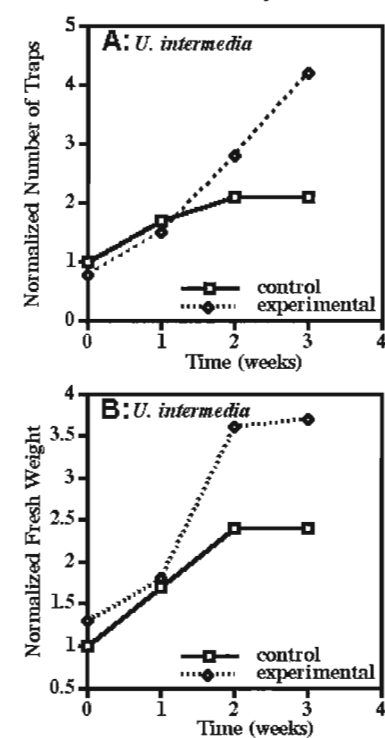 A: U. intermedia
Normalized Number of Traps
5
4
3
2
1
0
control
experimental
0 1 2 3 4
Time (weeks)
B: U. intermedia
Normalized Fresh Weight
4
3.5
3
2.5
2
1.5
1
0.5
control
experimental
0 1 2 3 4
Time (weeks)